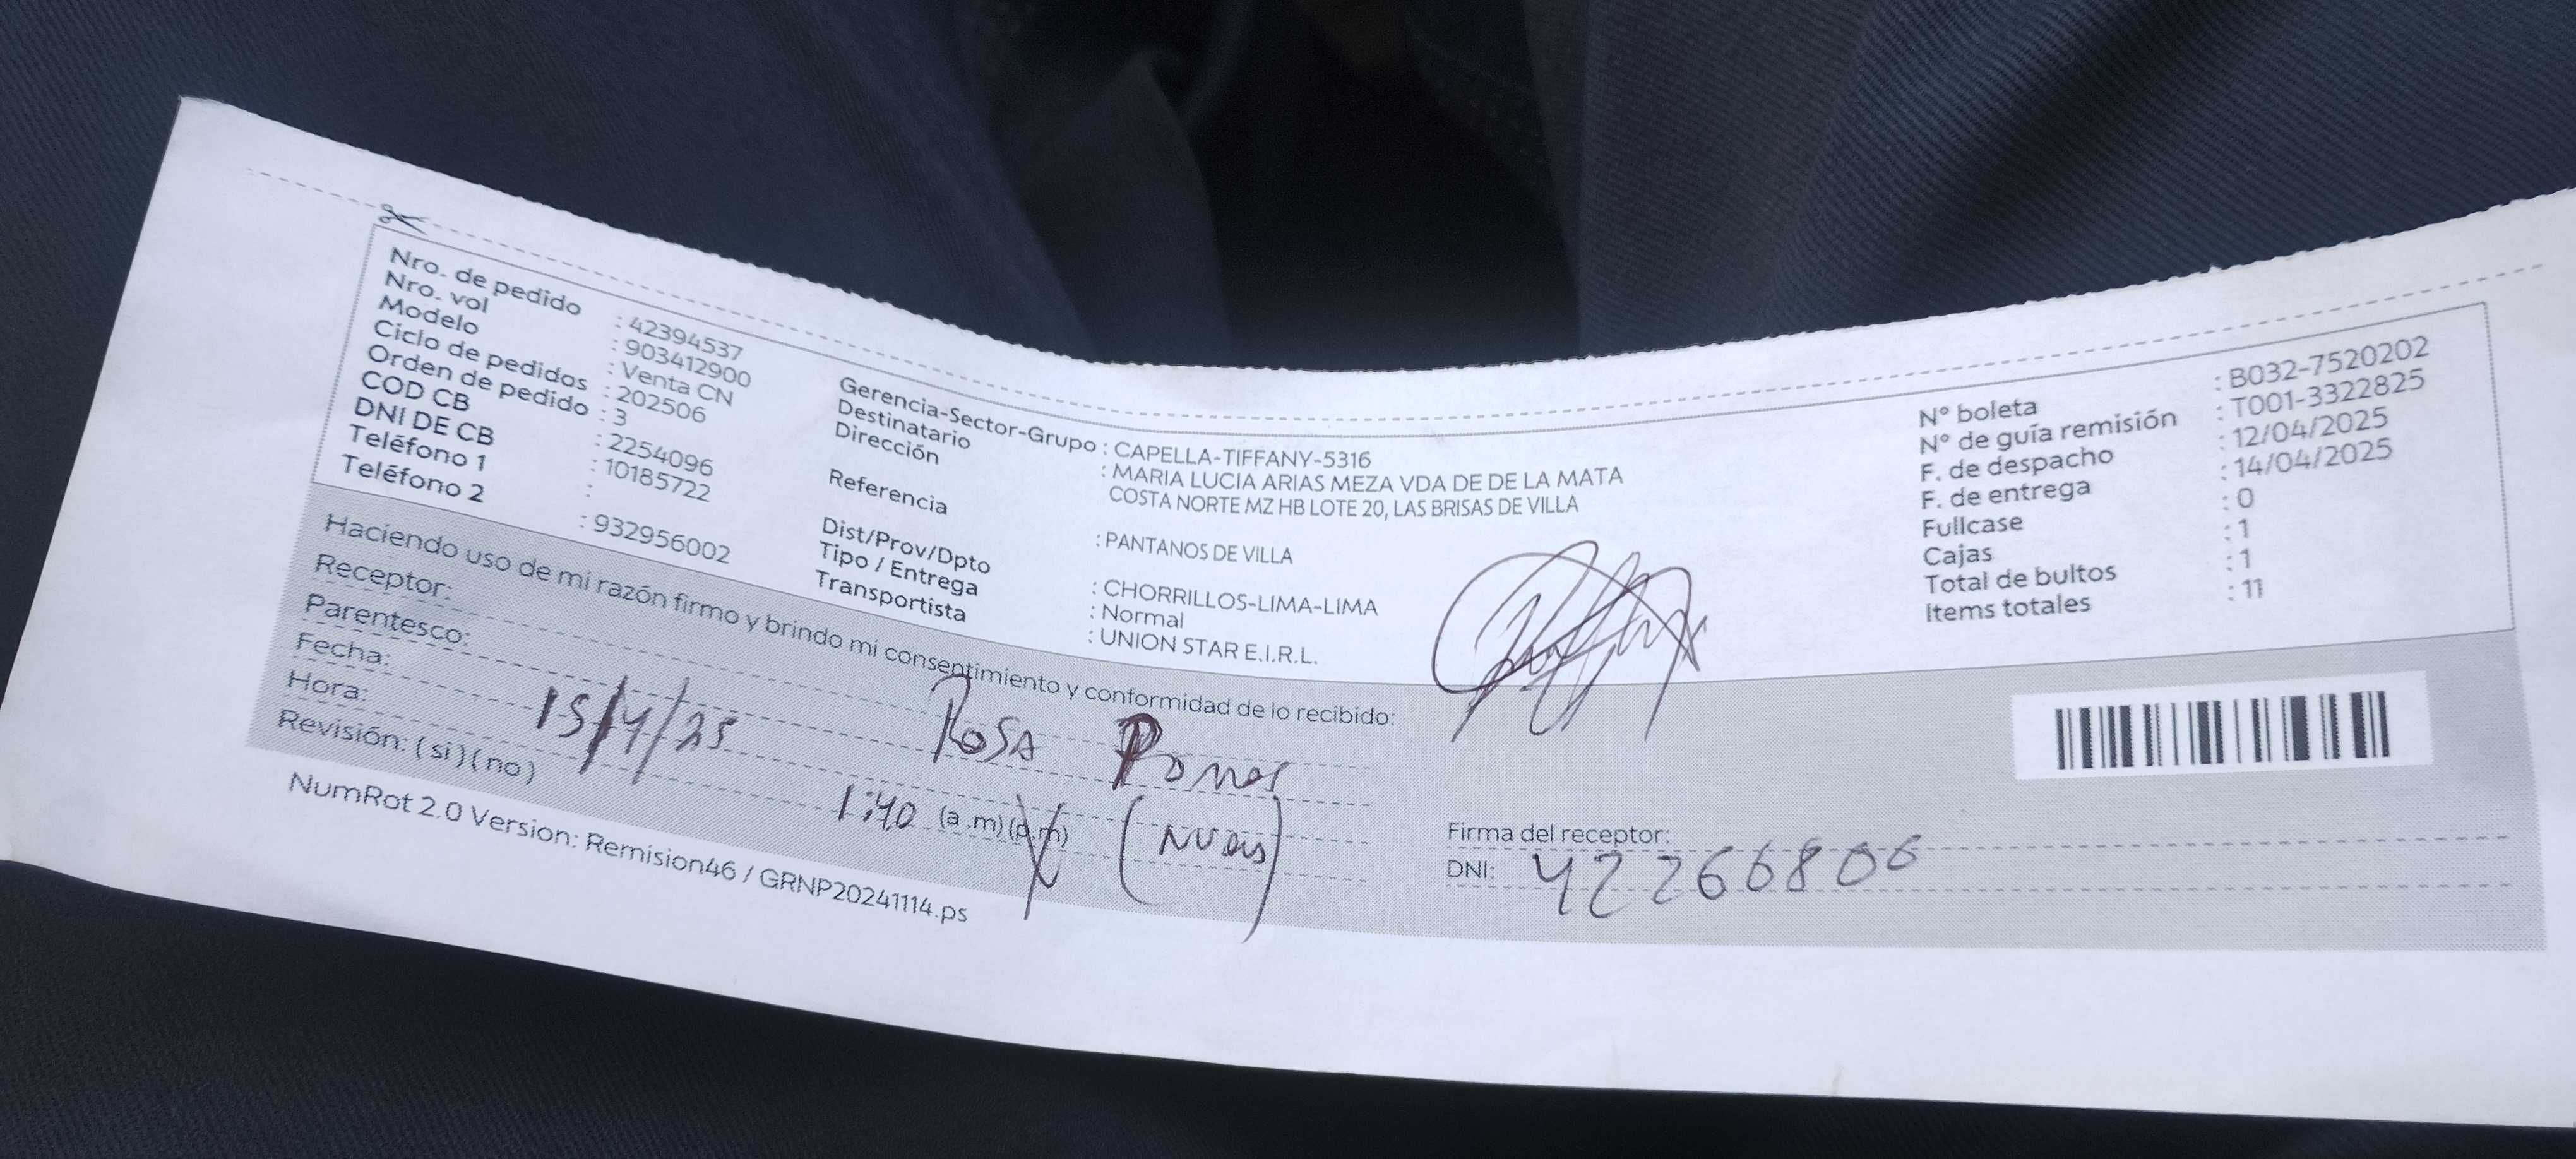 Nro. de pedido : 42394537
Nro. vol : 903412900
Modelo : Venta CN
Ciclo de pedidos : 202506
Orden de pedido : 3
COD CB : 2254096
DNI DE CB : 10185722
Teléfono 1 :
Teléfono 2 : 932956002
Gerencia-Sector-Grupo : CAPELLA-TIFFANY-5316
Destinatario : MARIA LUCIA ARIAS MEZA VDA DE DE LA MATA
Dirección COSTA NORTE MZ HB LOTE 20, LAS BRISAS DE VILLA
Referencia : PANTANOS DE VILLA
Dist/Prov/Dpto : CHORRILLOS-LIMA-LIMA
Tipo / Entrega : Normal
Transportista : UNION STAR E.I.R.L.
N° boleta : B032-7520202
N° de guía remisión : T001-3322825
F. de despacho : 12/04/2025
F. de entrega : 14/04/2025
Fullcase : 0
Cajas : 1
Total de bultos : 1
Items totales : 11
Haciendo uso de mi razón firmo y brindo mi consentimiento y conformidad de lo recibido:
Receptor: Rosa
Parentesco:
Fecha: 15/4/25
Hora: 1:40 (a.m) (p.m)
Revisión: ( si ) ( no )
Firma del receptor:
DNI: 42266806
NumRot 2.0 Version: Remision46 / GRNP20241114.ps